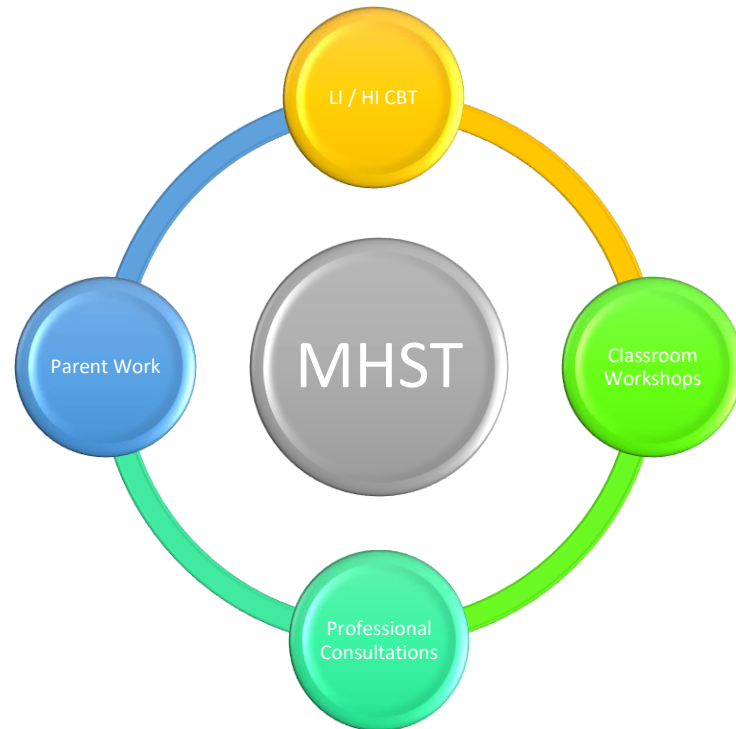 LI / HI CBT
Parent Work
MHST
Classroom
Workshops
Professional
Consultations